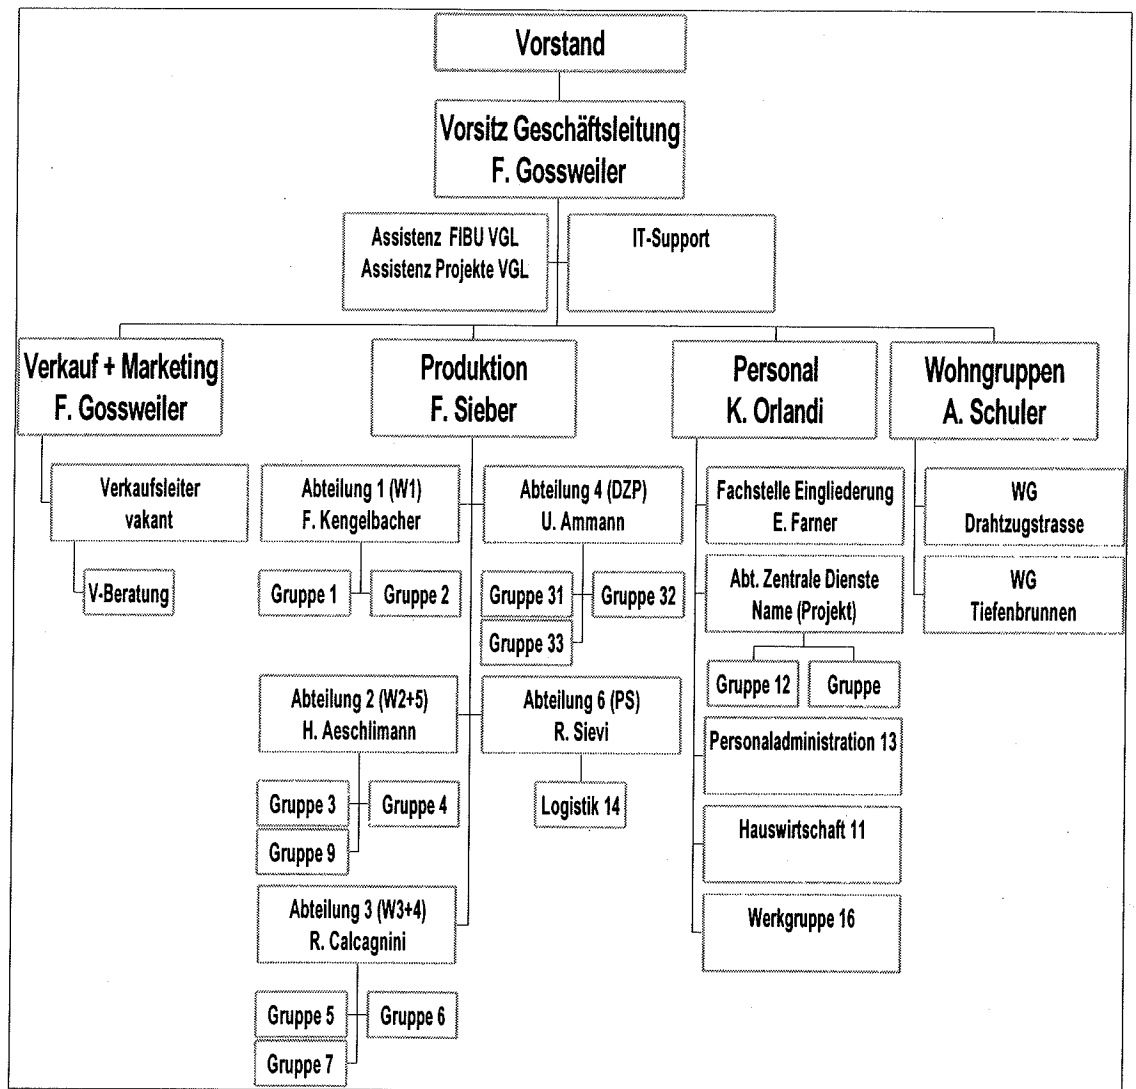 Vorstand
Vorsitz Geschäftsleitung
F. Gossweiler
Assistenz FIBU VGL
Assistenz Projekte VGL
IT-Support
Verkauf + Marketing
F. Gossweiler
Produktion
F. Sieber
Personal
K. Orlandi
Wohngruppen
A. Schuler
Verkaufsleiter
vakant
V-Beratung
Abteilung 1 (W1)
F. Kengelbacher
Gruppe 1
Gruppe 2
Abteilung 4 (DZP)
U. Ammann
Gruppe 31
Gruppe 32
Gruppe 33
Abteilung 2 (W2+5)
H. Aeschlimann
Gruppe 3
Gruppe 4
Gruppe 9
Abteilung 6 (PS)
R. Sievi
Logistik 14
Abteilung 3 (W3+4)
R. Calcagnini
Gruppe 5
Gruppe 6
Gruppe 7
Fachstelle Eingliederung
E. Farner
Abt. Zentrale Dienste
Name (Projekt)
Gruppe 12
Gruppe
Personaladministration 13
Hauswirtschaft 11
Werkgruppe 16
WG
Drahtzugstrasse
WG
Tiefenbrunnen